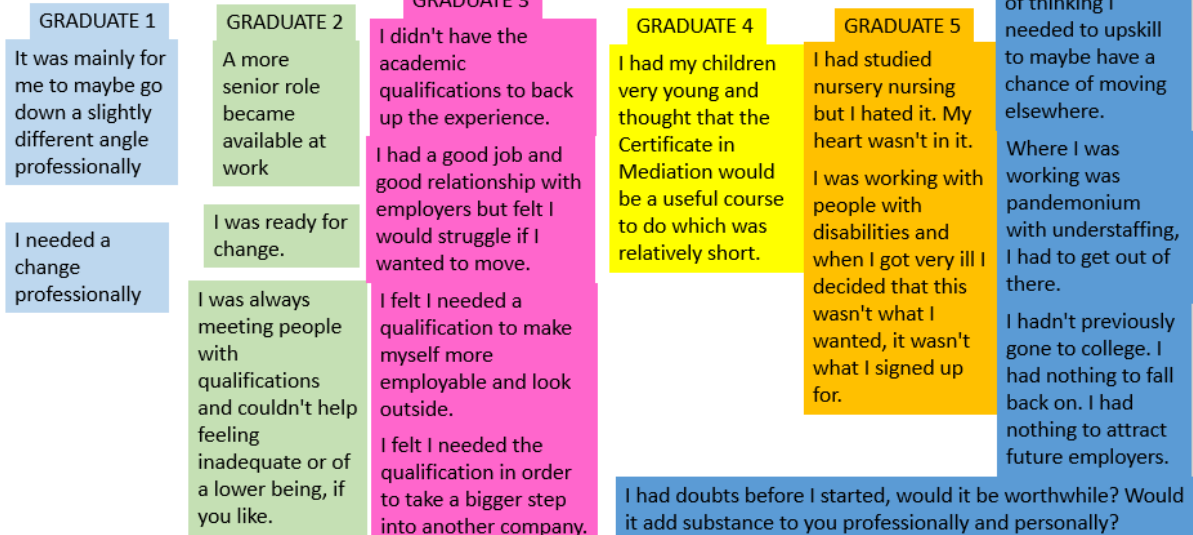 GRADUATE 1
It was mainly for
me to maybe go
down a slightly
different angle
professionally
I needed a
change
professionally
GRADUATE 2
A more
senior role
became
available at
work
I was ready for
change.
I was always
meeting people
with
qualifications
and couldn't help
feeling
inadequate or of
a lower being, if
you like.
GRADUATE 3
I didn't have the
academic
qualifications to back
up the experience.
I had a good job and
good relationship with
employers but felt I
would struggle if I
wanted to move.
I felt I needed a
qualification to make
myself more
employable and look
outside.
I felt I needed the
qualification in order
to take a bigger step
into another company.
GRADUATE 4
I had my children
very young and
thought that the
Certificate in
Mediation would
be a useful course
to do which was
relatively short.
GRADUATE 5
I had studied
nursery nursing
but I hated it. My
heart wasn't in it.
I was working with
people with
disabilities and
when I got very ill I
decided that this
wasn't what I
wanted, it wasn't
what I signed up
for.
of thinking I
needed to upskill
to maybe have a
chance of moving
elsewhere.
Where I was
working was
pandemonium
with understaffing,
I had to get out of
there.
I hadn't previously
gone to college. I
had nothing to fall
back on. I had
nothing to attract
future employers.
I had doubts before I started, would it be worthwhile? Would
it add substance to you professionally and personally?